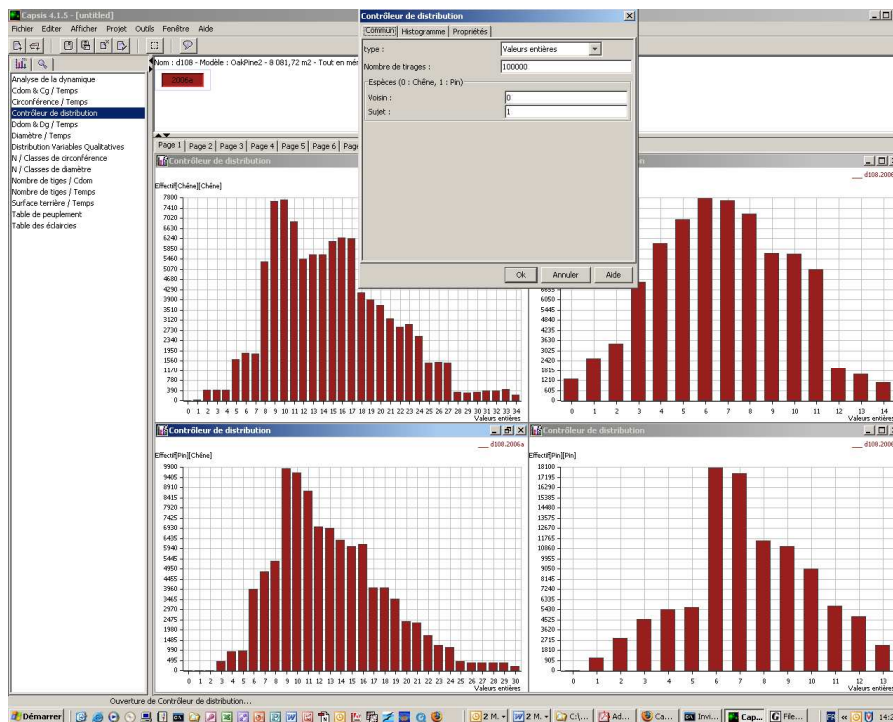 Capsis 4.1.5 - [untitled]
Fichier Editer Afficher Projet Outils Fenêtre Aide
Nom : d108 - Modèle : OakPine2 - 8 081,72 m2 - Tout en mé
2006a
Analyse de la dynamique
Cdom & Cg / Temps
Circonférence / Temps
Contrôleur de distribution
Ddom & Dg / Temps
Diamètre / Temps
Distribution Variables Qualitatives
N / Classes de circonférence
N / Classes de diamètre
Nombre de tiges / Cdom
Nombre de tiges / Temps
Surface terrière / Temps
Table de peuplement
Table des éclaircies
Contrôleur de distribution
Commun Histogramme Propriétés
type : Valeurs entières
Nombre de tirages : 100000
Espèces (0 : Chêne, 1 : Pin)
Voisin : 0
Sujet : 1
Ok Annuler Aide
Page 1 Page 2 Page 3 Page 4 Page 5 Page 6 Page
Contrôleur de distribution
Effectif[Chêne][Chêne]
7800
7410
7020
6630
6240
5850
5460
5070
4680
4290
3900
3510
3120
2730
2340
1950
1560
1170
780
390
0
0 1 2 3 4 5 6 7 8 9 10 11 12 13 14 15 16 17 18 19 20 21 22 23 24 25 26 27 28 29 30 31 32 33 34
Valeurs entières
d108.2006
6655
6050
5445
4840
4235
3630
3025
2420
1815
1210
605
0
0 1 2 3 4 5 6 7 8 9 10 11 12 13 14
Valeurs entières
Contrôleur de distribution
d108.2006a
Effectif[Pin][Chêne]
9900
9405
8910
8415
7920
7425
6930
6435
5940
5445
4950
4455
3960
3465
2970
2475
1980
1485
990
495
0
0 1 2 3 4 5 6 7 8 9 10 11 12 13 14 15 16 17 18 19 20 21 22 23 24 25 26 27 28 29 30
Valeurs entières
Contrôleur de distribution
d108.2006
Effectif[Pin][Pin]
18100
17195
16290
15385
14480
13575
12670
11765
10860
9955
9050
8145
7240
6335
5430
4525
3620
2715
1810
905
0
0 1 2 3 4 5 6 7 8 9 10 11 12 13
Valeurs entières
Ouverture de Contrôleur de distribution...
Démarrer 2 M. 2 M. C:\... Ad... Ca... Invi... Cap... File... FR 14: